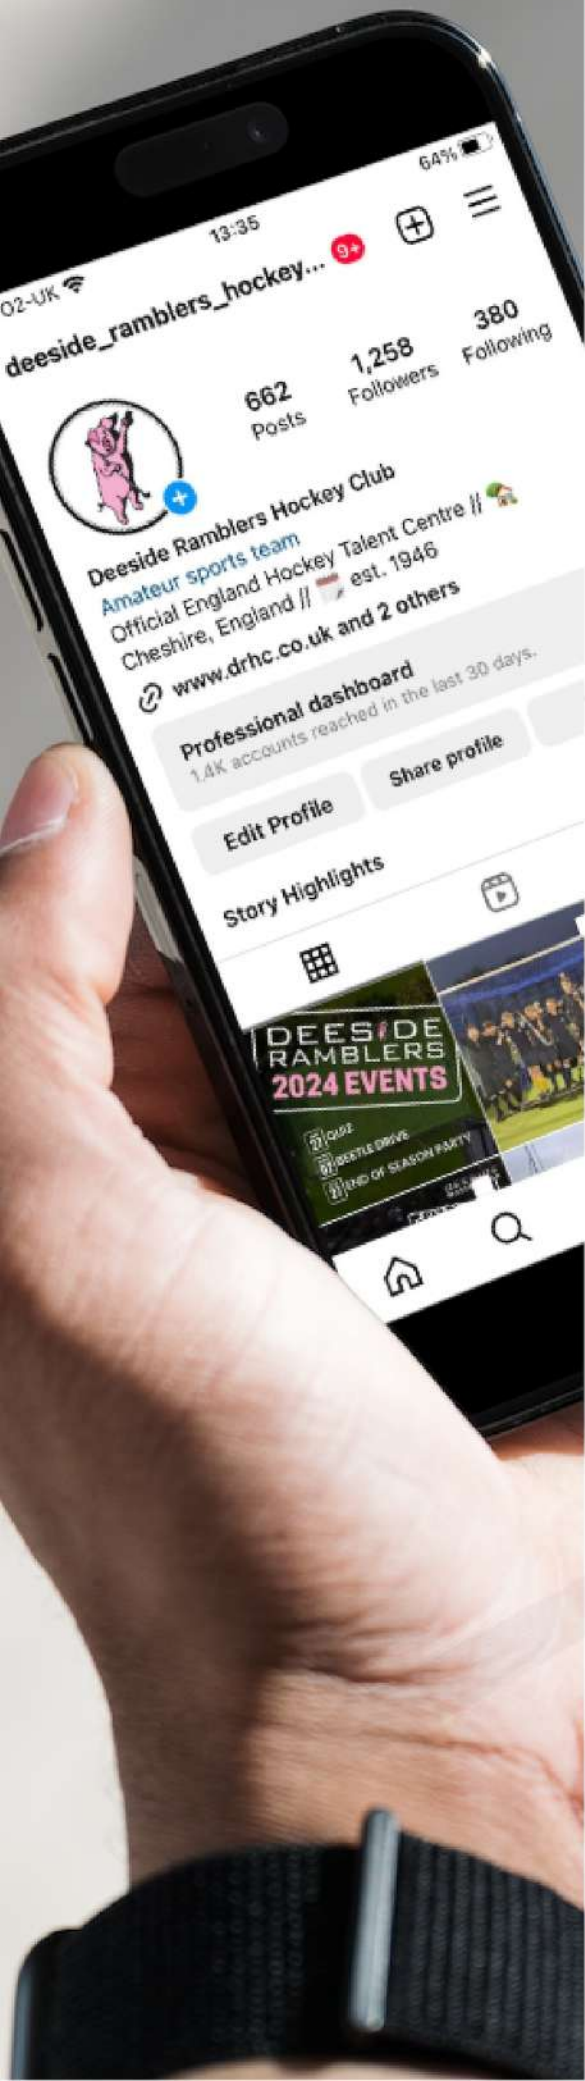 13:35
64%
O2-UK
deeside_ramblers_hockey...
9+
662
Posts
1,258
Followers
380
Following
Deeside Ramblers Hockey Club
Amateur sports team
Official England Hockey Talent Centre //
Cheshire, England // est. 1946
www.drhc.co.uk and 2 others
Professional dashboard
1.4K accounts reached in the last 30 days.
Edit Profile
Share profile
Story Highlights
DEESIDE
RAMBLERS
2024 EVENTS
QUIZ
BEETLE DRIVE
END OF SEASON PARTY